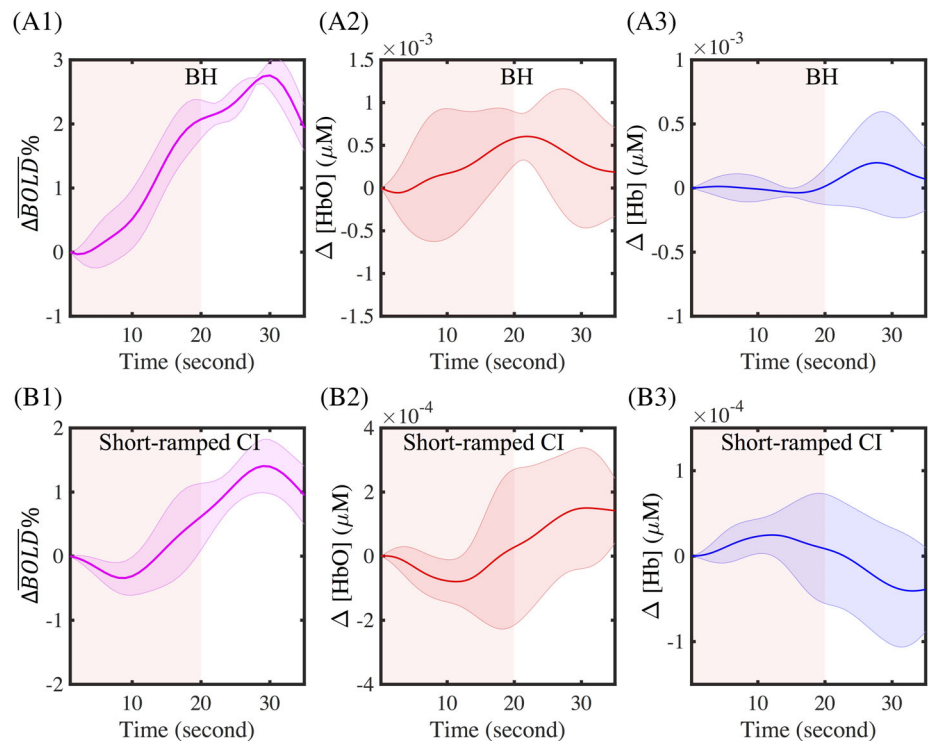 (A1)
BH
3
2
1
0
-1
10
20
30
ΔBOLD%
Time (second)
(A2)
×10⁻³
BH
1.5
1
0.5
0
-0.5
-1
-1.5
10
20
30
Δ [HbO] (μM)
Time (second)
(A3)
×10⁻³
BH
1
0.5
0
-0.5
-1
10
20
30
Δ [Hb] (μM)
Time (second)
(B1)
Short-ramped CI
2
1
0
-1
-2
10
20
30
ΔBOLD%
Time (second)
(B2)
×10⁻⁴
Short-ramped CI
4
2
0
-2
-4
10
20
30
Δ [HbO] (μM)
Time (second)
(B3)
×10⁻⁴
Short-ramped CI
1
0
-1
10
20
30
Δ [Hb] (μM)
Time (second)